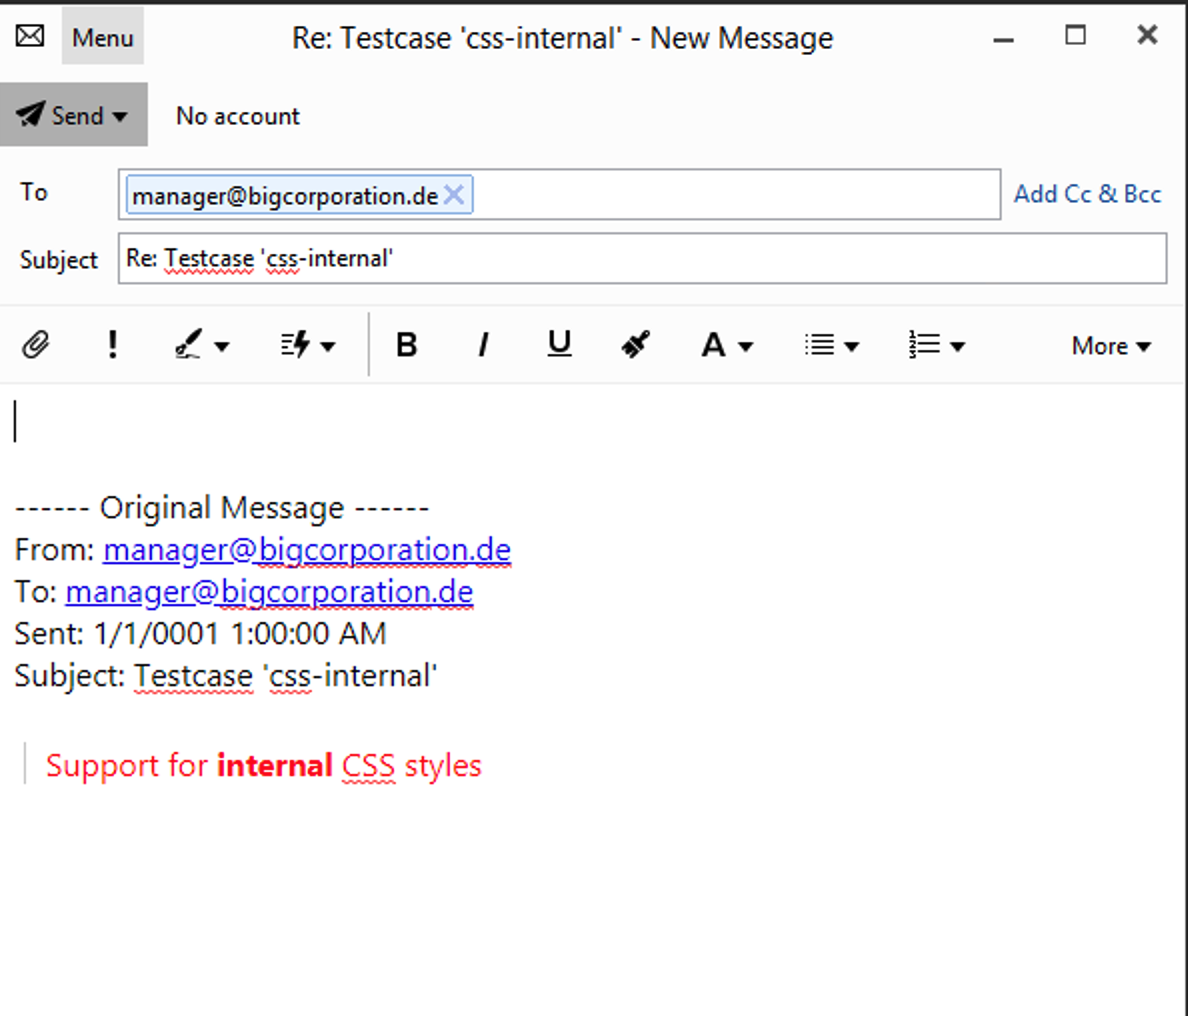 Menu Re: Testcase 'css-internal' - New Message
Send No account
To manager@bigcorporation.de Add Cc & Bcc
Subject Re: Testcase 'css-internal'
! B I U A More
------ Original Message ------
From: manager@bigcorporation.de
To: manager@bigcorporation.de
Sent: 1/1/0001 1:00:00 AM
Subject: Testcase 'css-internal'
Support for internal CSS styles